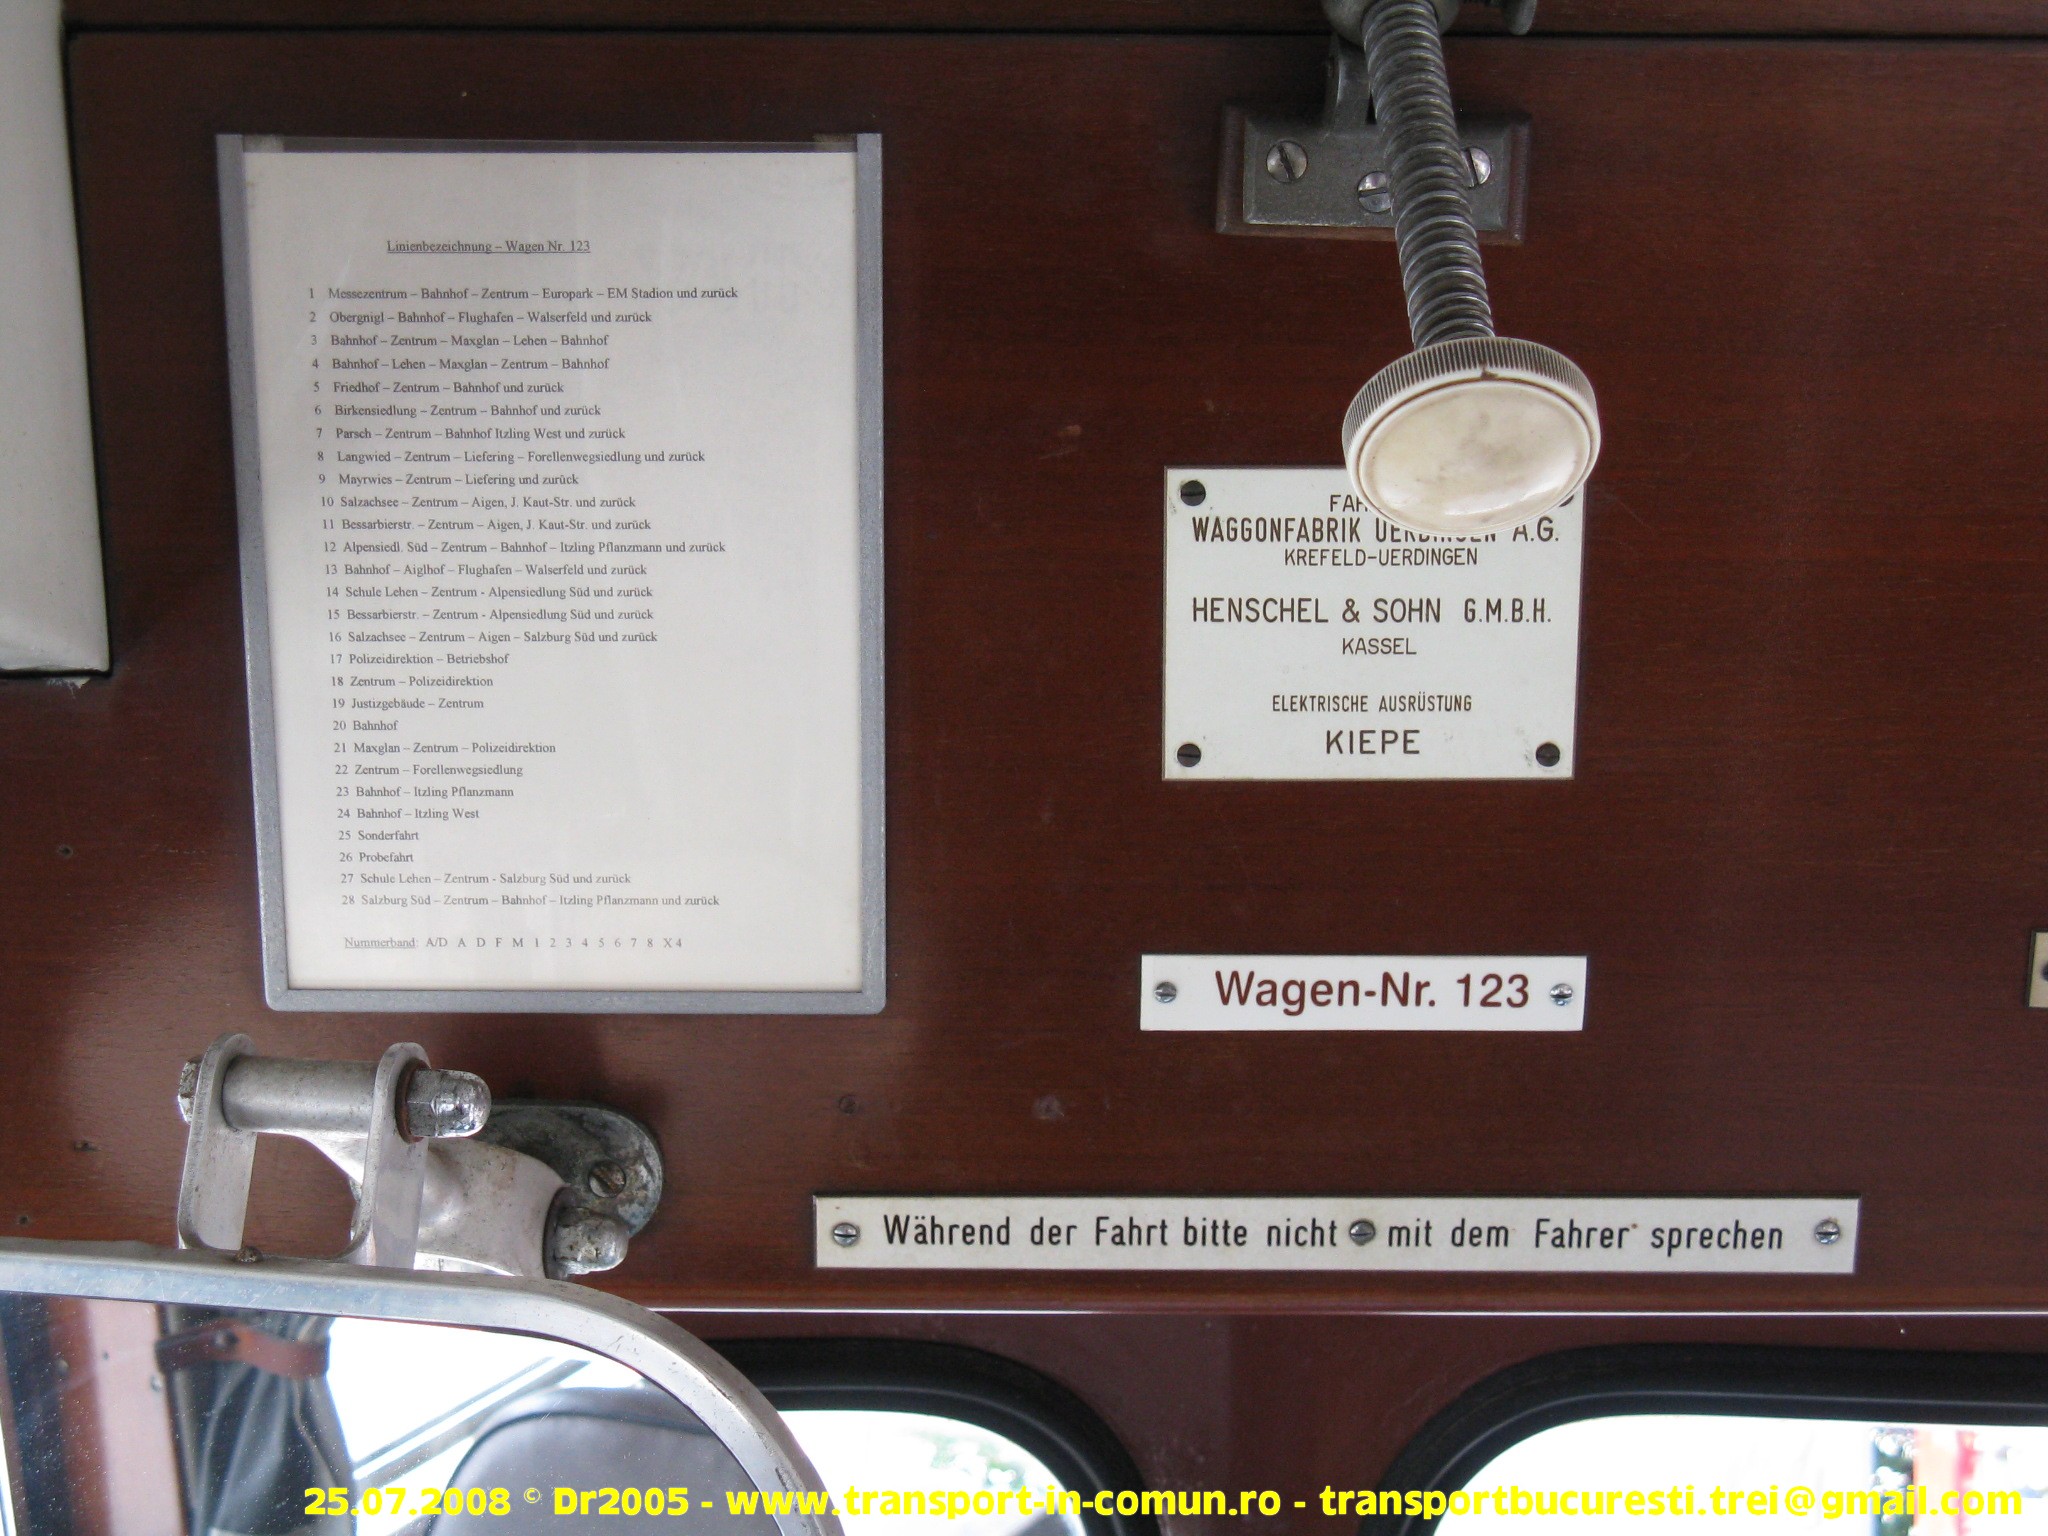 Linienbezeichnung – Wagen Nr. 123
1 Messezentrum – Bahnhof – Zentrum – Europark – EM Stadion und zurück
2 Obergnigl – Bahnhof – Flughafen – Walserfeld und zurück
3 Bahnhof – Zentrum – Maxglan – Lehen – Bahnhof
4 Bahnhof – Lehen – Maxglan – Zentrum – Bahnhof
5 Friedhof – Zentrum – Bahnhof und zurück
6 Birkensiedlung – Zentrum – Bahnhof und zurück
7 Parsch – Zentrum – Bahnhof Itzling West und zurück
8 Langwied – Zentrum – Liefering – Forellenwegsiedlung und zurück
9 Mayrwies – Zentrum – Liefering und zurück
10 Salzachsee – Zentrum – Aigen, J. Kaut-Str. und zurück
11 Bessarbierstr. – Zentrum – Aigen, J. Kaut-Str. und zurück
12 Alpensiedl. Süd – Zentrum – Bahnhof – Itzling Pflanzmann und zurück
13 Bahnhof – Aiglhof – Flughafen – Walserfeld und zurück
14 Schule Lehen – Zentrum - Alpensiedlung Süd und zurück
15 Bessarbierstr. – Zentrum - Alpensiedlung Süd und zurück
16 Salzachsee – Zentrum – Aigen – Salzburg Süd und zurück
17 Polizeidirektion – Betriebshof
18 Zentrum – Polizeidirektion
19 Justizgebäude – Zentrum
20 Bahnhof
21 Maxglan – Zentrum – Polizeidirektion
22 Zentrum – Forellenwegsiedlung
23 Bahnhof – Itzling Pflanzmann
24 Bahnhof – Itzling West
25 Sonderfahrt
26 Probefahrt
27 Schule Lehen – Zentrum - Salzburg Süd und zurück
28 Salzburg Süd – Zentrum – Bahnhof – Itzling Pflanzmann und zurück
Nummerband: A/D A D F M 1 2 3 4 5 6 7 8 X4
WAGGONFABRIK UERDINGEN A.G.
KREFELD-UERDINGEN
HENSCHEL & SOHN G.M.B.H.
KASSEL
ELEKTRISCHE AUSRÜSTUNG
KIEPE
Wagen-Nr. 123
Während der Fahrt bitte nicht mit dem Fahrer sprechen
25.07.2008 © Dr2005 - www.transport-in-comun.ro - transportbucuresti.trei@gmail.com